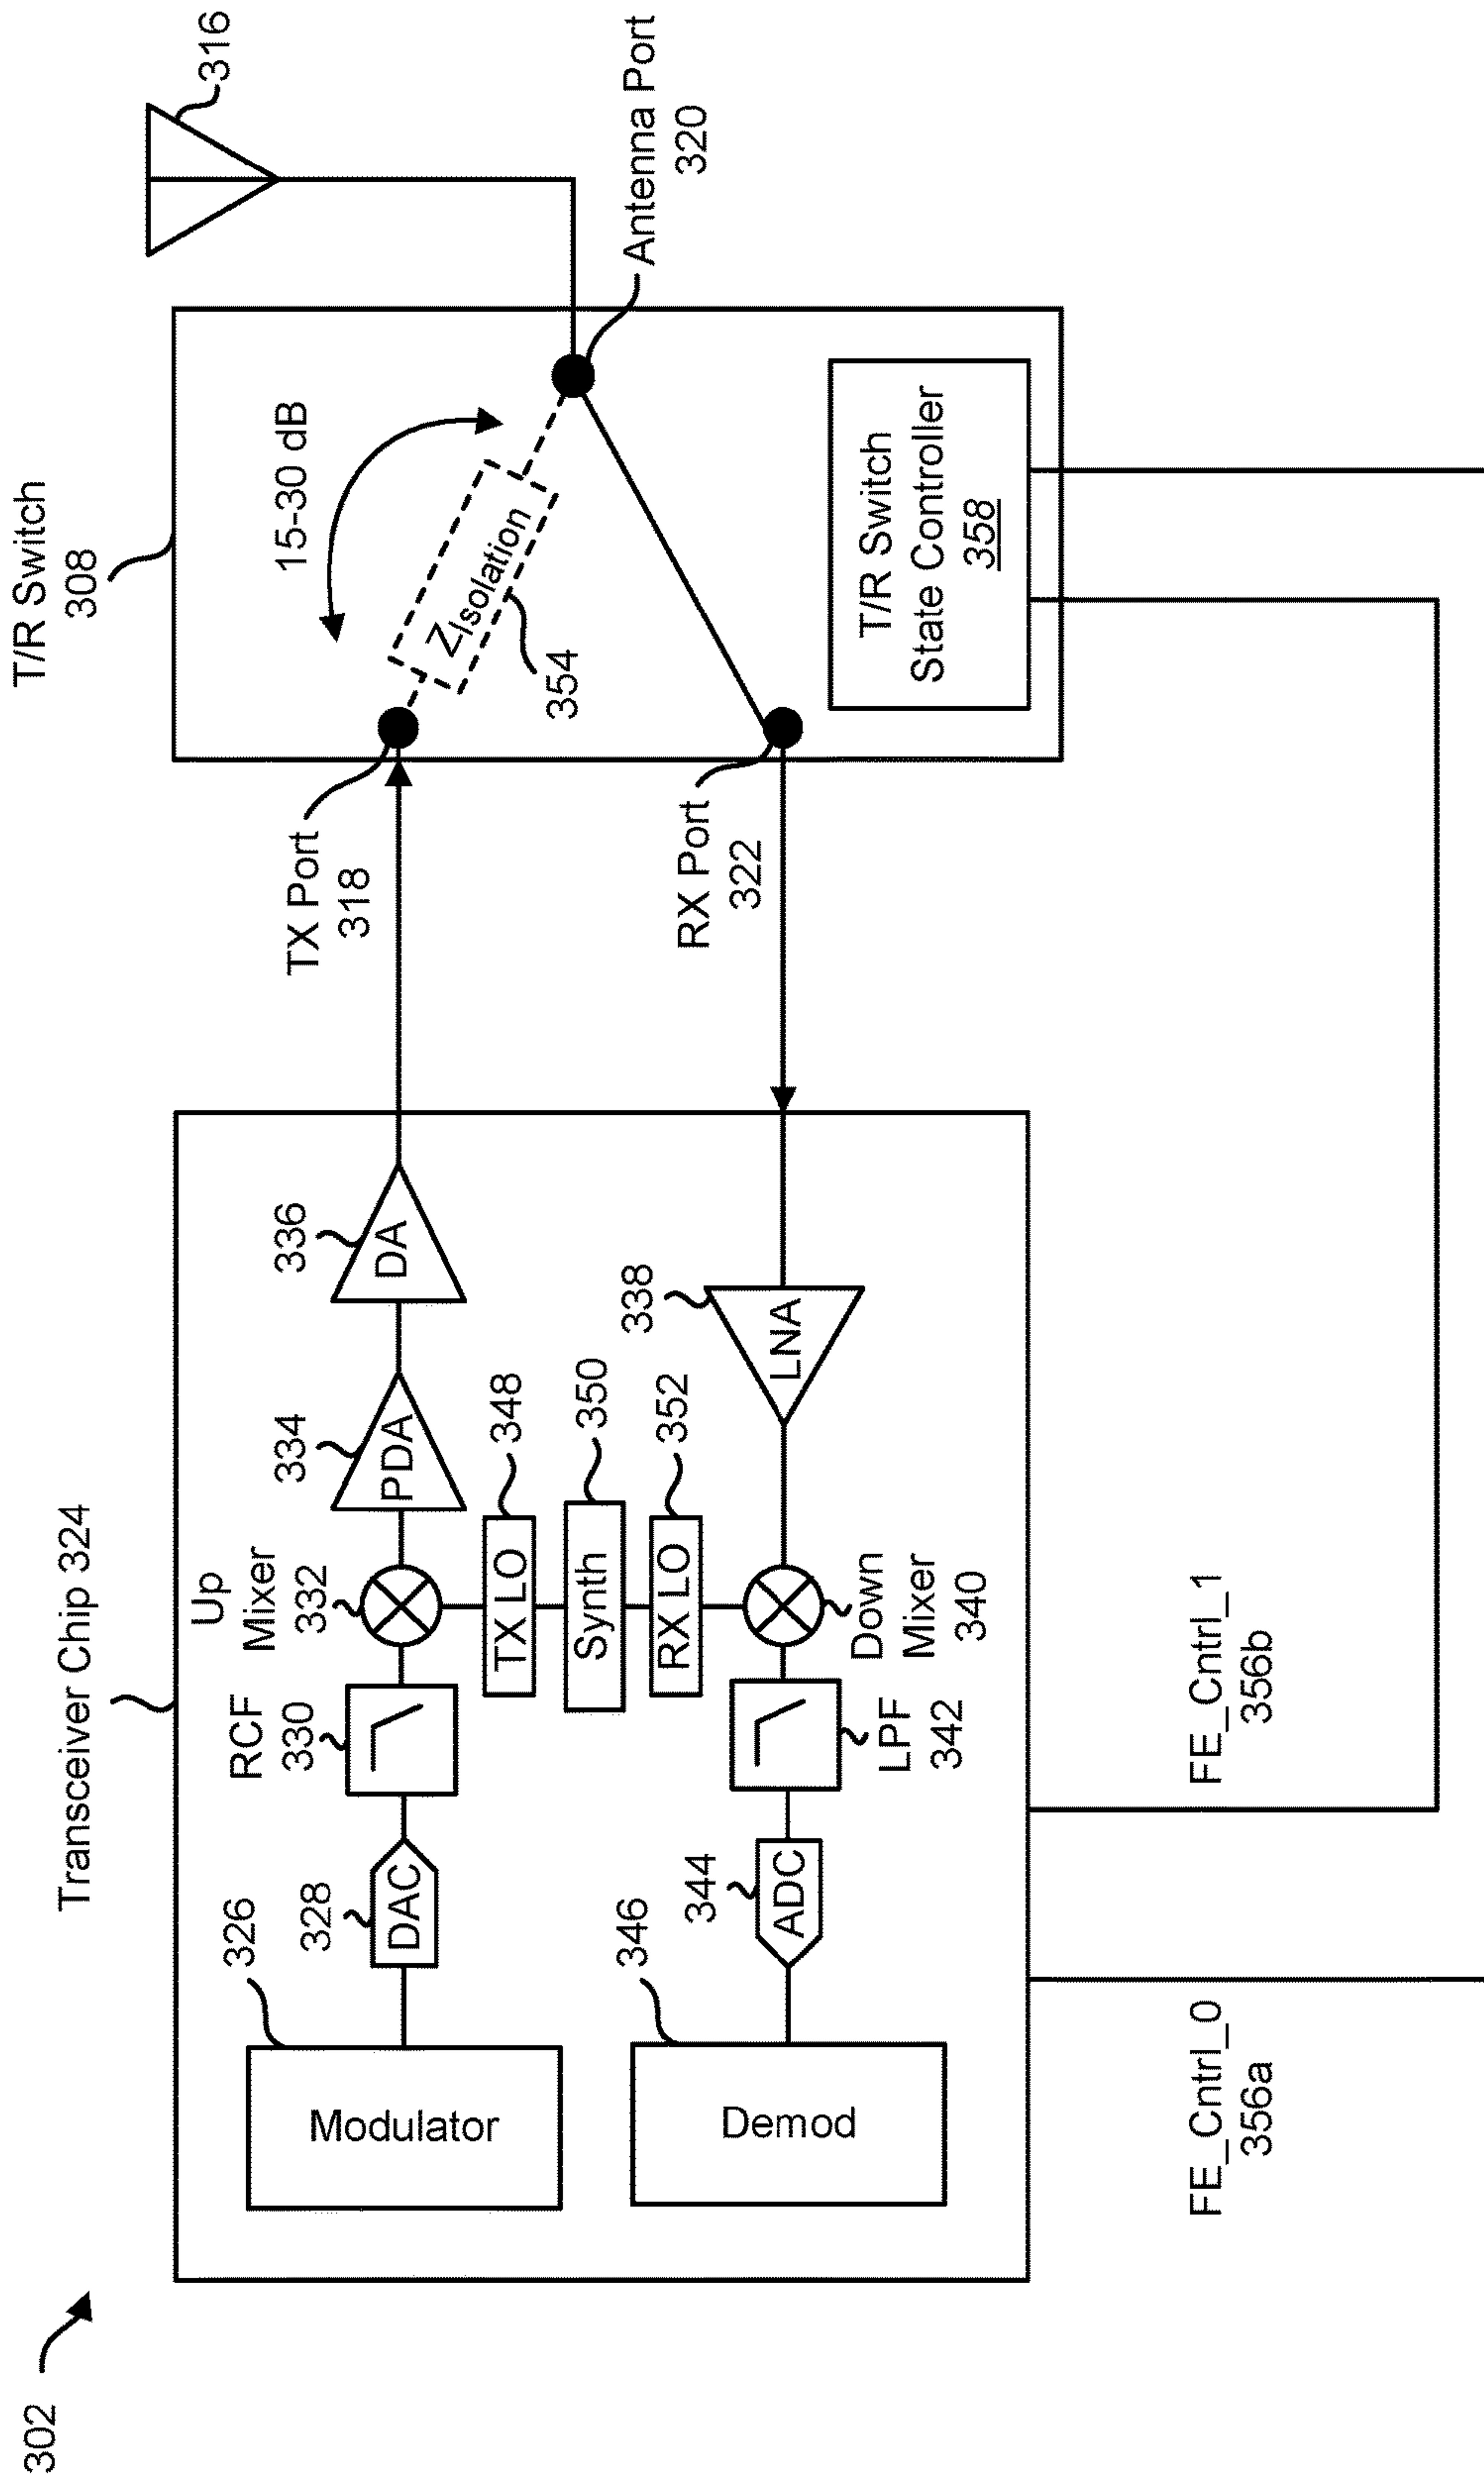 302
Transceiver Chip 324
326
Modulator
328
DAC
RCF
330
Up
Mixer
332
334
PDA
336
DA
TX LO
348
Synth
350
RX LO
352
346
Demod
344
ADC
LPF
342
Down
Mixer
340
338
LNA
TX Port
318
RX Port
322
T/R Switch
308
15-30 dB
ZIsolation
354
316
Antenna Port
320
T/R Switch
State Controller
358
FE_Cntrl_0
356a
FE_Cntrl_1
356b